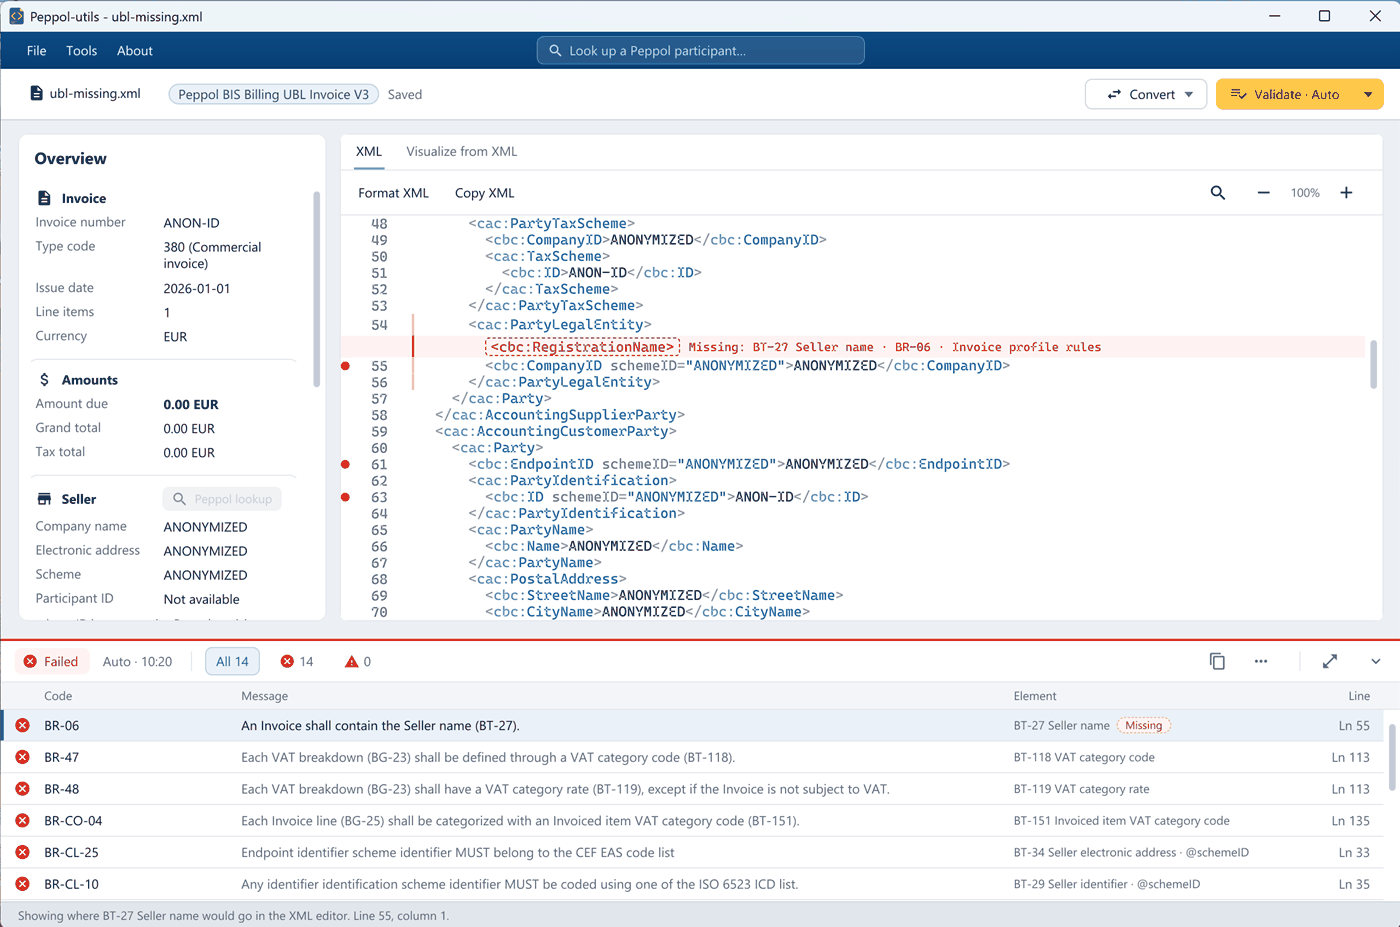 Peppol-utils - ubl-missing.xml
File Tools About
Look up a Peppol participant...
ubl-missing.xml Peppol BIS Billing UBL Invoice V3 Saved
Convert Validate · Auto
Overview
Invoice
Invoice number ANON-ID
Type code 380 (Commercial invoice)
Issue date 2026-01-01
Line items 1
Currency EUR
Amounts
Amount due 0.00 EUR
Grand total 0.00 EUR
Tax total 0.00 EUR
Seller Peppol lookup
Company name ANONYMIZED
Electronic address ANONYMIZED
Scheme ANONYMIZED
Participant ID Not available
XML Visualize from XML
Format XML Copy XML 100%
48 <cac:PartyTaxScheme>
49 <cbc:CompanyID>ANONYMIZED</cbc:CompanyID>
50 <cac:TaxScheme>
51 <cbc:ID>ANON-ID</cbc:ID>
52 </cac:TaxScheme>
53 </cac:PartyTaxScheme>
54 <cac:PartyLegalEntity>
<cbc:RegistrationName> Missing: BT-27 Seller name · BR-06 · Invoice profile rules
55 <cbc:CompanyID schemeID="ANONYMIZED">ANONYMIZED</cbc:CompanyID>
56 </cac:PartyLegalEntity>
57 </cac:Party>
58 </cac:AccountingSupplierParty>
59 <cac:AccountingCustomerParty>
60 <cac:Party>
61 <cbc:EndpointID schemeID="ANONYMIZED">ANONYMIZED</cbc:EndpointID>
62 <cac:PartyIdentification>
63 <cbc:ID schemeID="ANONYMIZED">ANON-ID</cbc:ID>
64 </cac:PartyIdentification>
65 <cac:PartyName>
66 <cbc:Name>ANONYMIZED</cbc:Name>
67 </cac:PartyName>
68 <cac:PostalAddress>
69 <cbc:StreetName>ANONYMIZED</cbc:StreetName>
70 <cbc:CityName>ANONYMIZED</cbc:CityName>
Failed Auto · 10:20 All 14 14 0
Code Message Element Line
BR-06 An Invoice shall contain the Seller name (BT-27). BT-27 Seller name Missing Ln 55
BR-47 Each VAT breakdown (BG-23) shall be defined through a VAT category code (BT-118). BT-118 VAT category code Ln 113
BR-48 Each VAT breakdown (BG-23) shall have a VAT category rate (BT-119), except if the Invoice is not subject to VAT. BT-119 VAT category rate Ln 113
BR-CO-04 Each Invoice line (BG-25) shall be categorized with an Invoiced item VAT category code (BT-151). BT-151 Invoiced item VAT category code Ln 135
BR-CL-25 Endpoint identifier scheme identifier MUST belong to the CEF EAS code list BT-34 Seller electronic address · @schemeID Ln 33
BR-CL-10 Any identifier identification scheme identifier MUST be coded using one of the ISO 6523 ICD list. BT-29 Seller identifier · @schemeID Ln 35
Showing where BT-27 Seller name would go in the XML editor. Line 55, column 1.